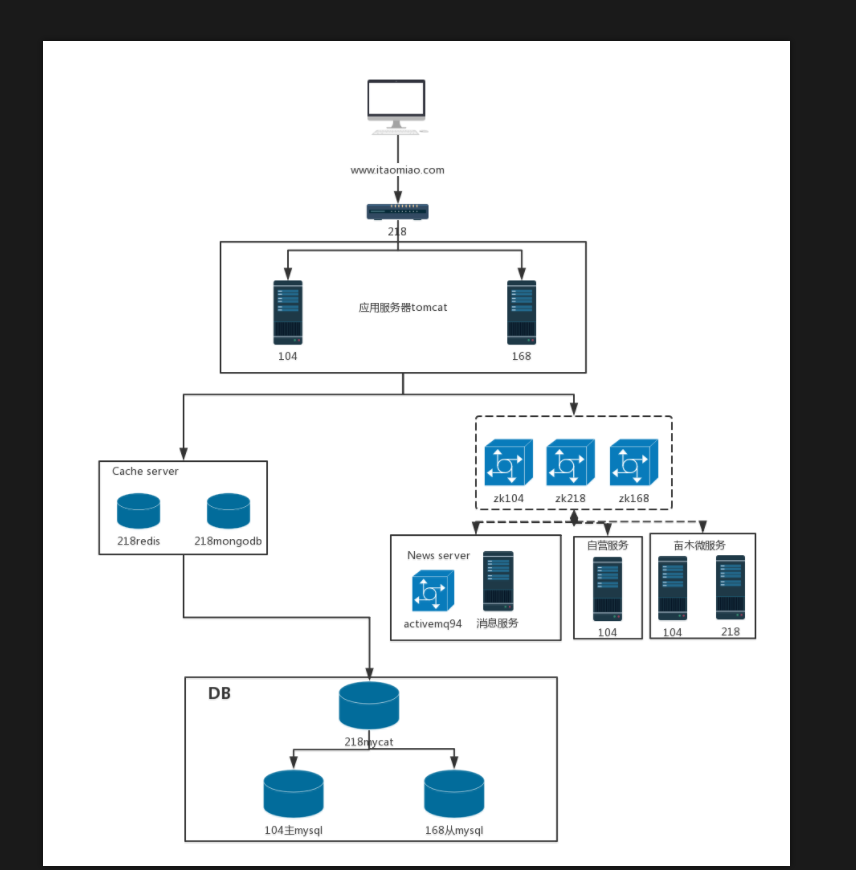 www.itaomiao.com
218
应用服务器tomcat
104
168
Cache server
218redis
218mongodb
zk104
zk218
zk168
News server
activemq94
消息服务
自营服务
104
苗木微服务
104
218
DB
218mycat
104主mysql
168从mysql